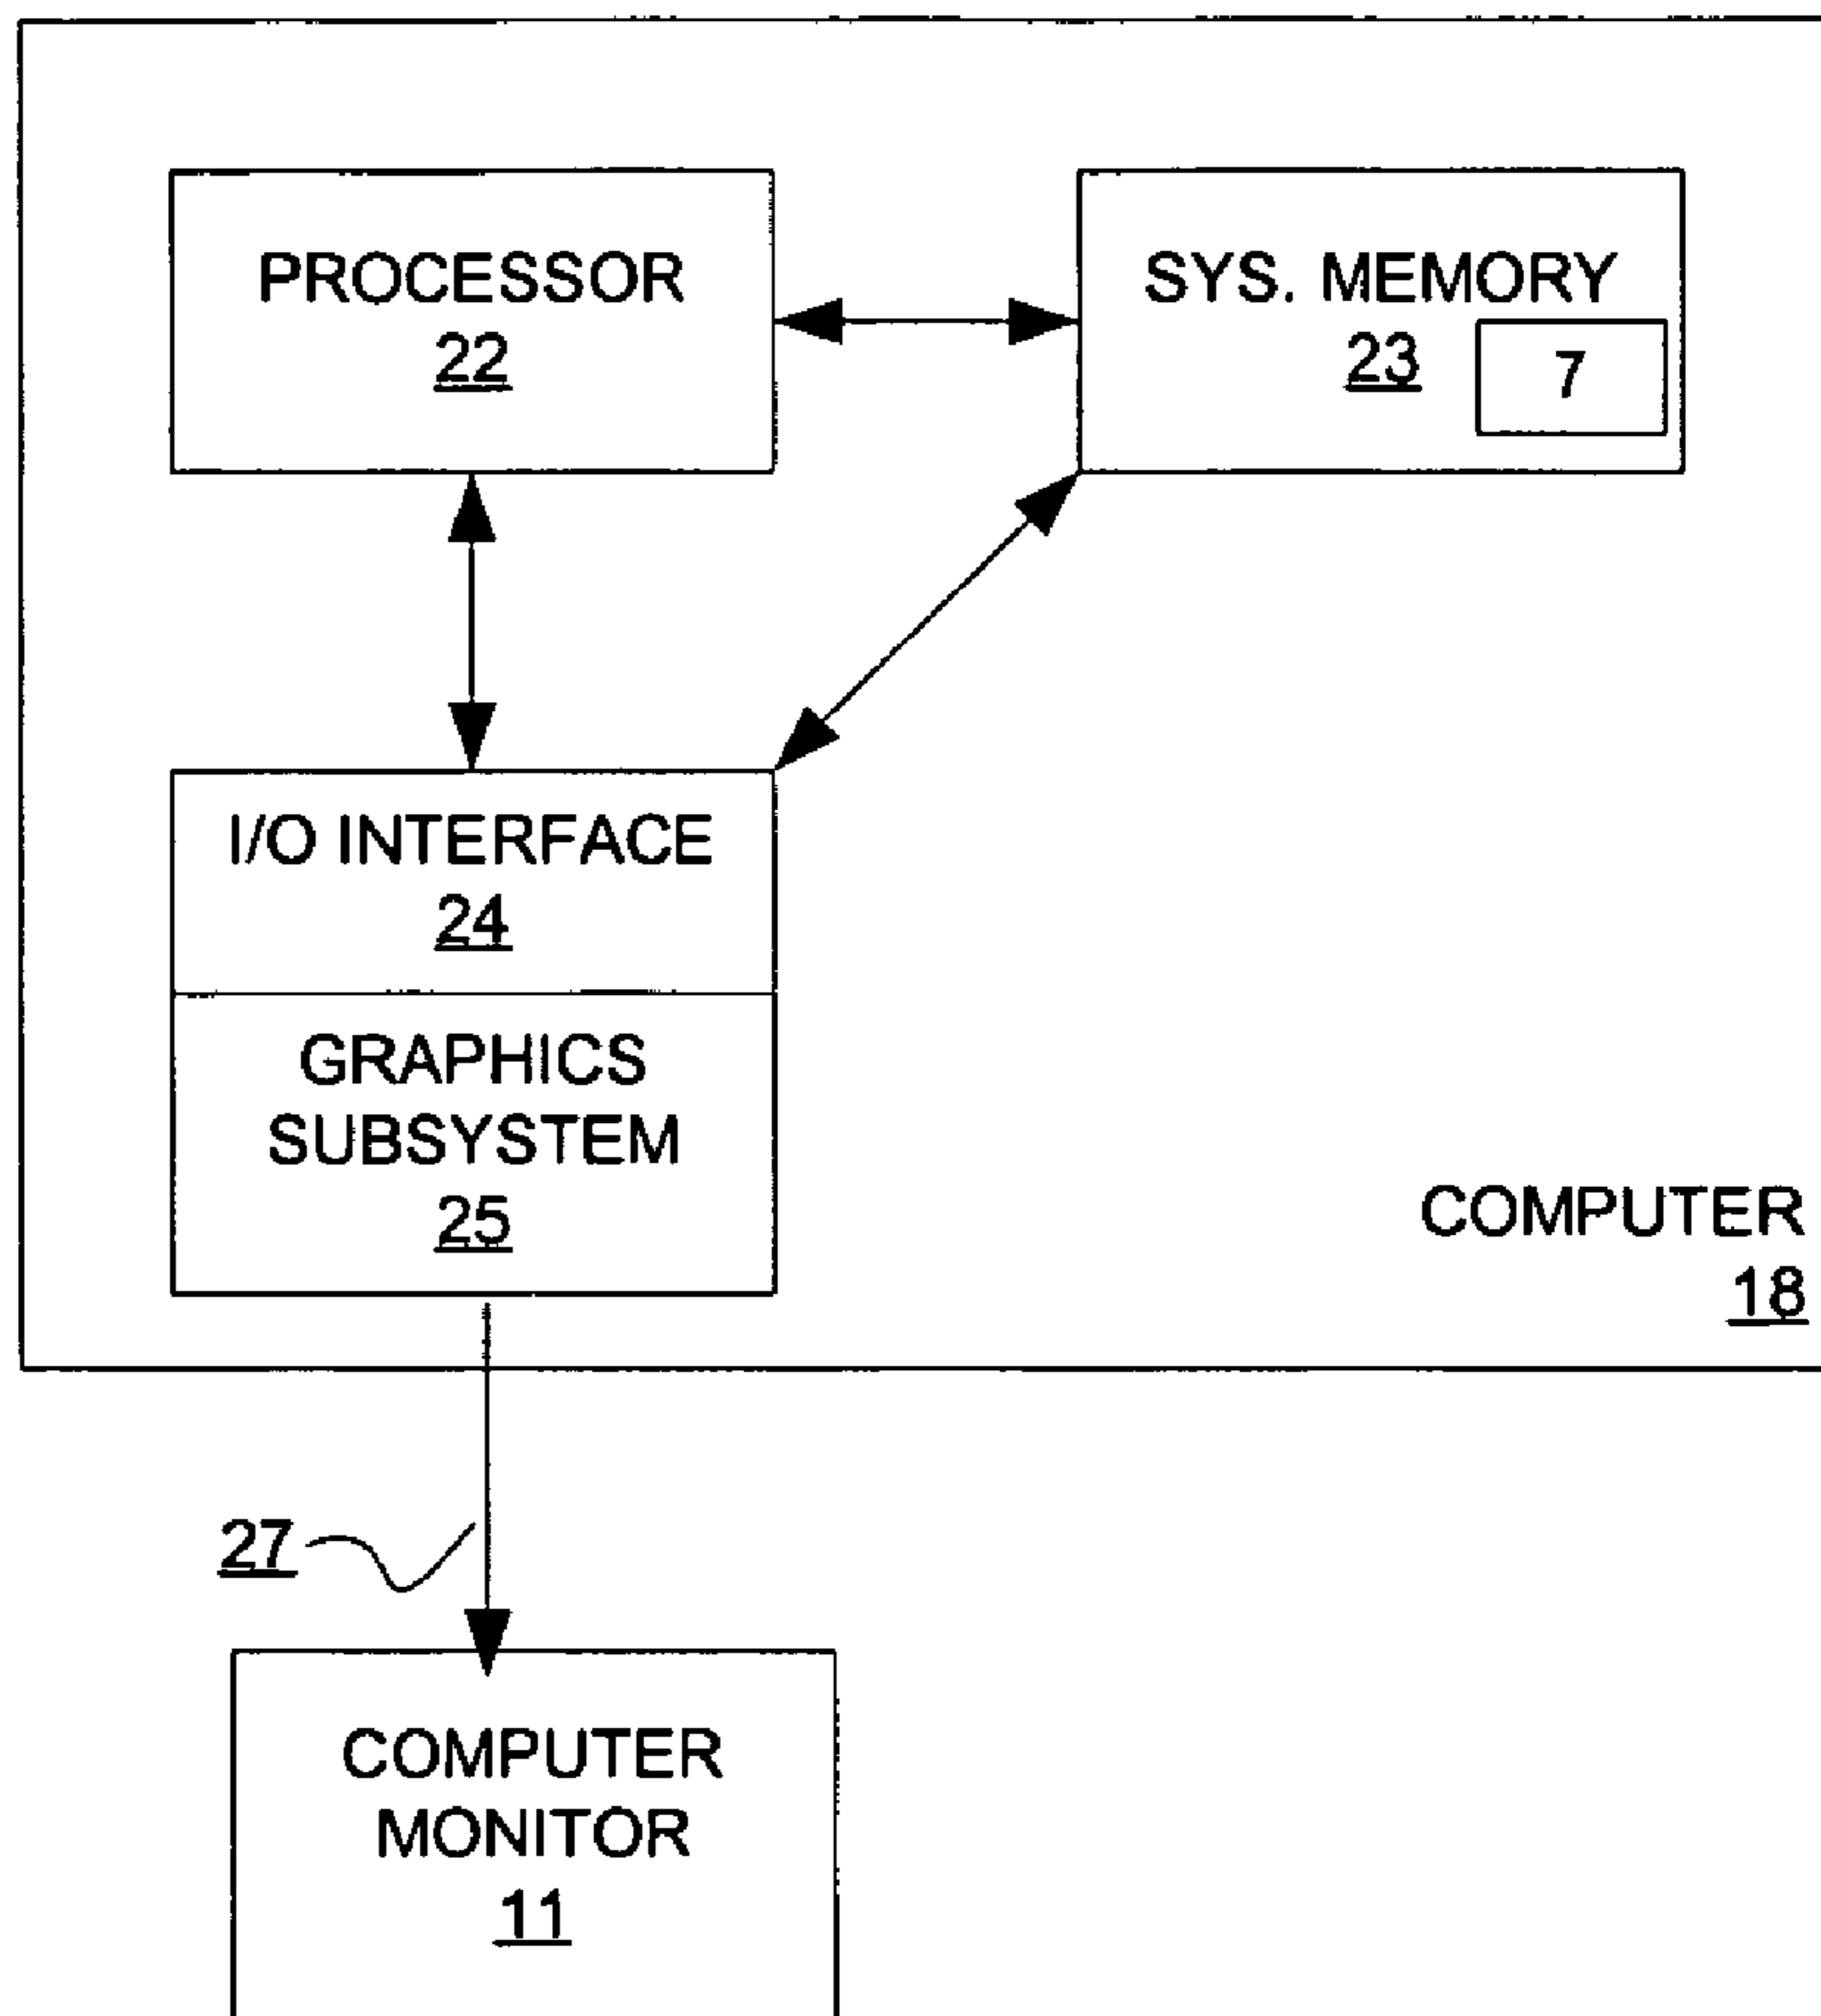 PROCESSOR
22
SYS. MEMORY
23
7
I/O INTERFACE
24
GRAPHICS
SUBSYSTEM
25
COMPUTER
18
27
COMPUTER
MONITOR
11